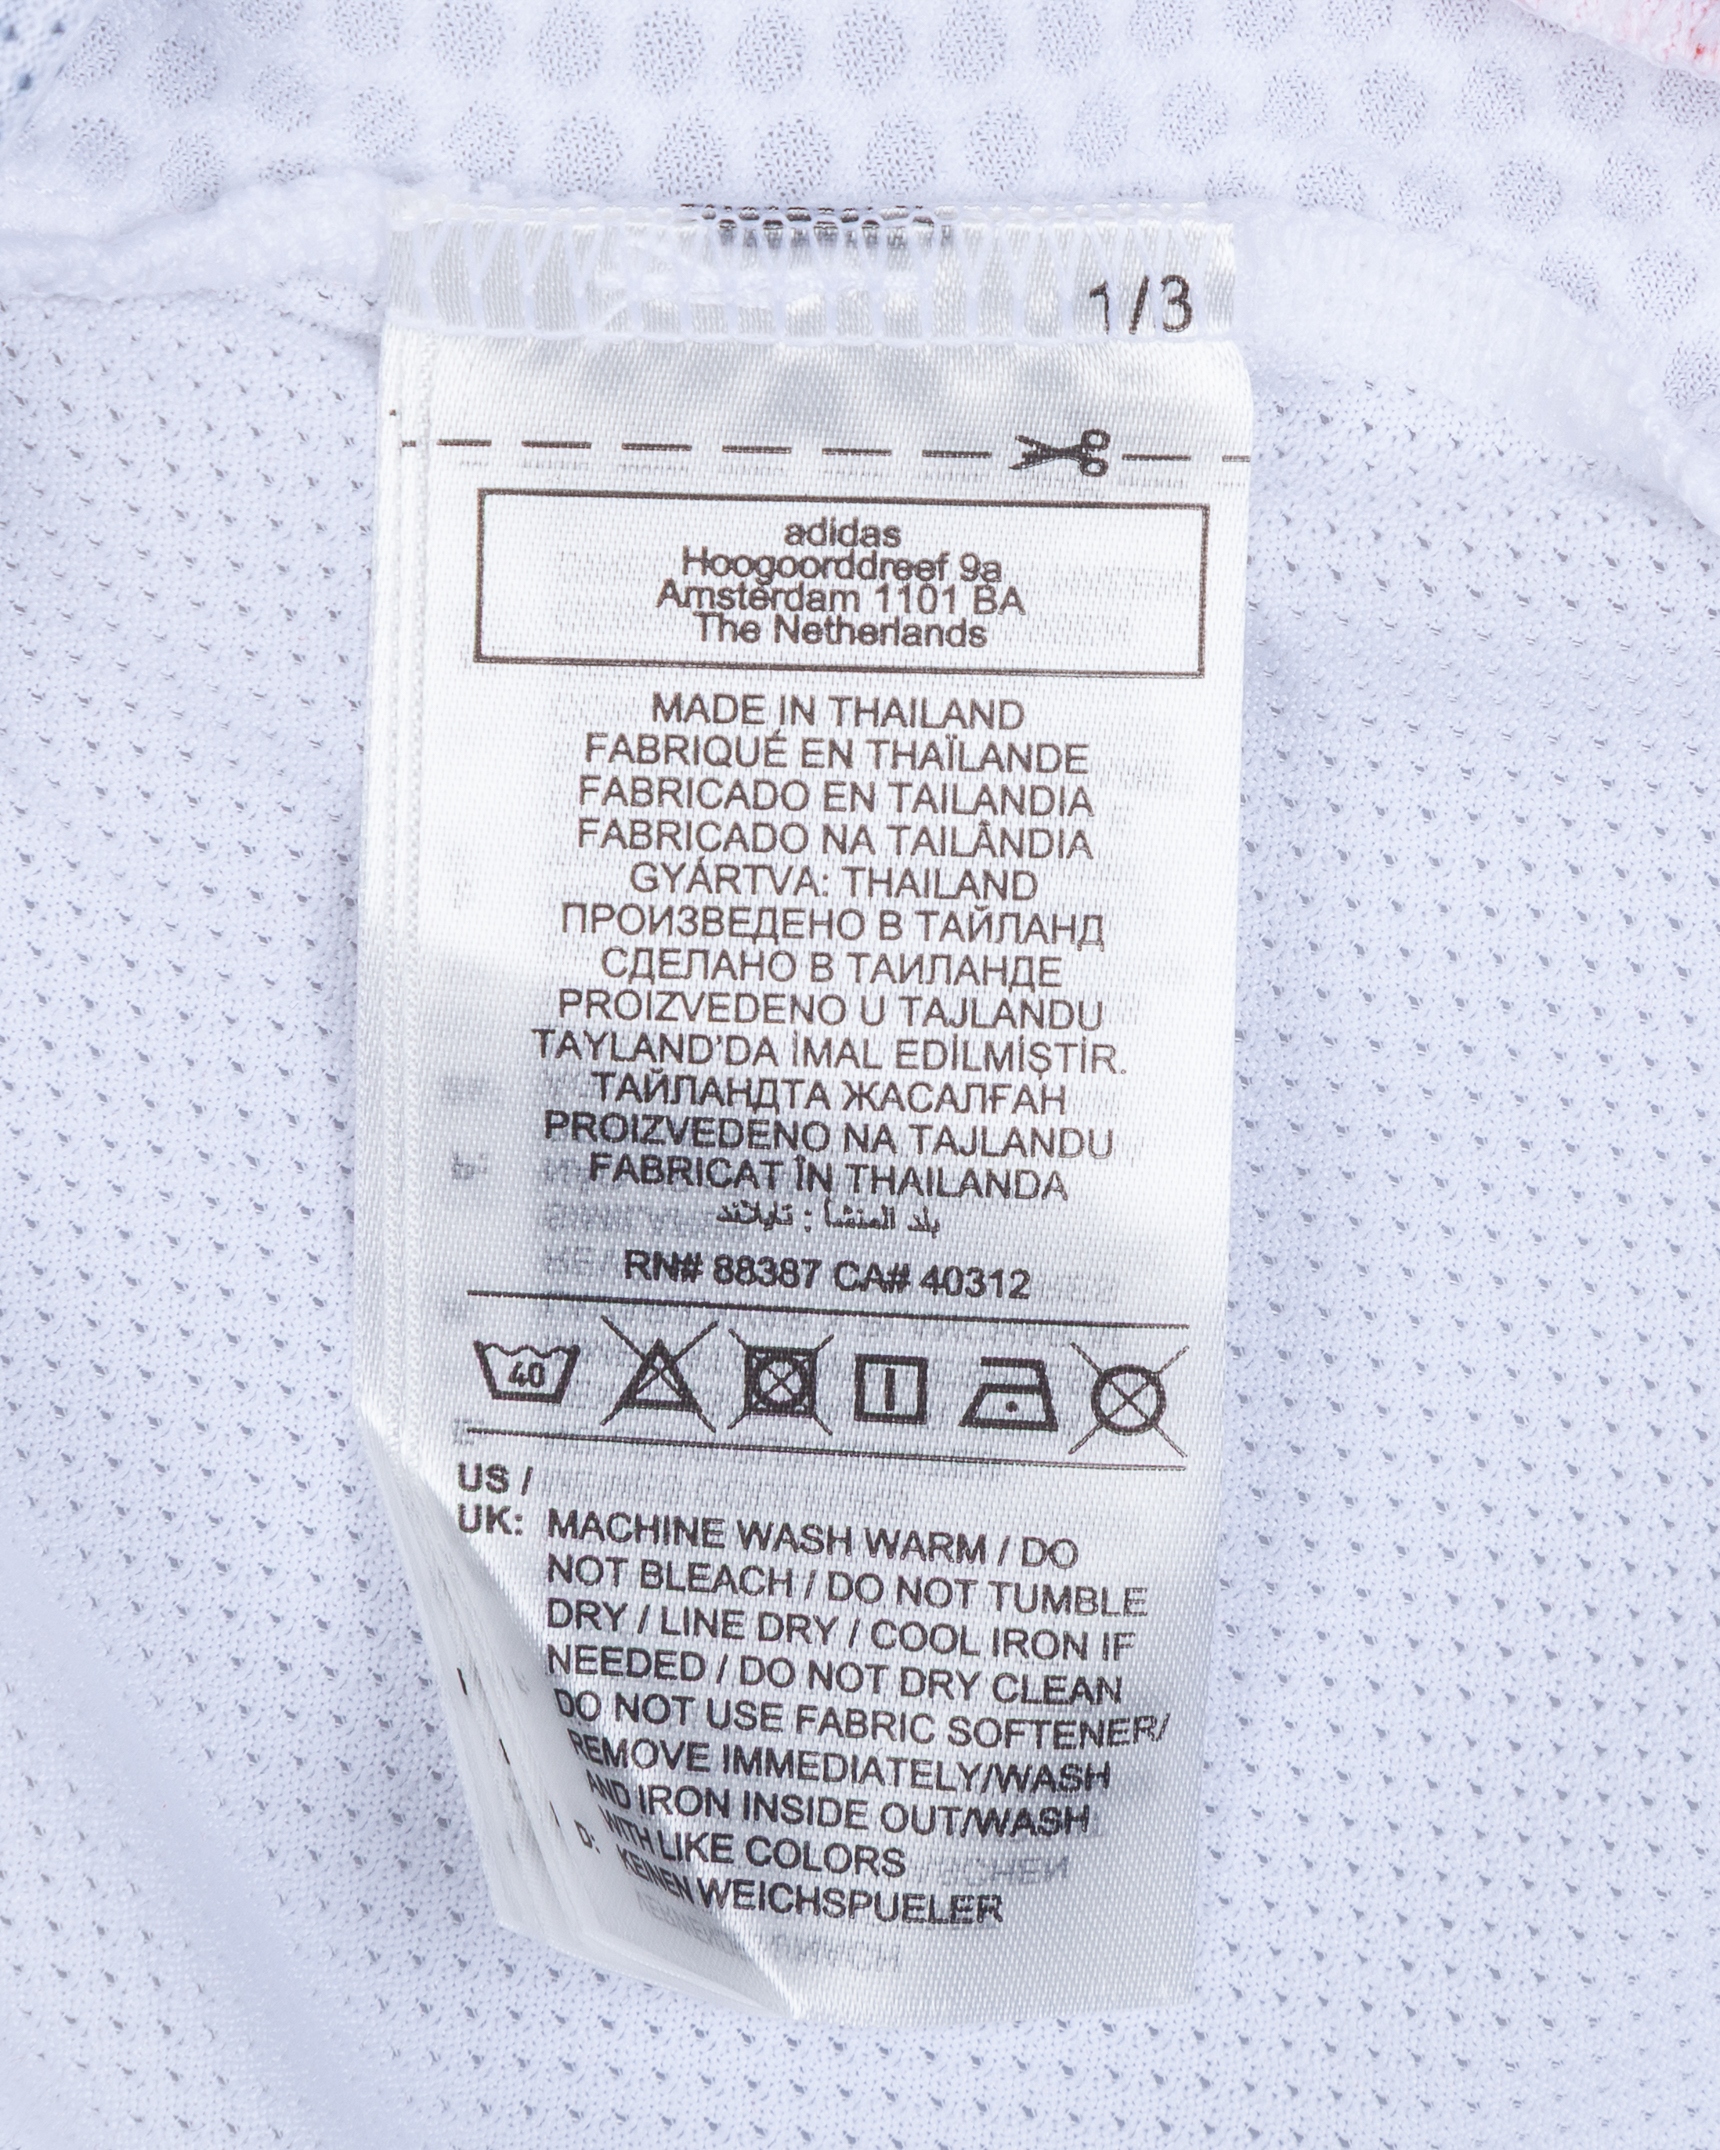 1/3
adidas
Hoogoorddreef 9a
Amsterdam 1101 BA
The Netherlands
MADE IN THAILAND
FABRIQUÉ EN THAÏLANDE
FABRICADO EN TAILANDIA
FABRICADO NA TAILÂNDIA
GYÁRTVA: THAILAND
ПРОИЗВЕДЕНО В ТАЙЛАНД
СДЕЛАНО В ТАИЛАНДЕ
PROIZVEDENO U TAJLANDU
TAYLAND'DA İMAL EDİLMİŞTİR.
ТАЙЛАНДТА ЖАСАЛҒАН
PROIZVEDENO NA TAJLANDU
FABRICAT ÎN THAILANDA
بلد المنشأ : تايلاند
RN# 88387 CA# 40312
40
US /
UK: MACHINE WASH WARM / DO
NOT BLEACH / DO NOT TUMBLE
DRY / LINE DRY / COOL IRON IF
NEEDED / DO NOT DRY CLEAN
DO NOT USE FABRIC SOFTENER/
REMOVE IMMEDIATELY/WASH
AND IRON INSIDE OUT/WASH
WITH LIKE COLORS
D: KEINEN WEICHSPUELER